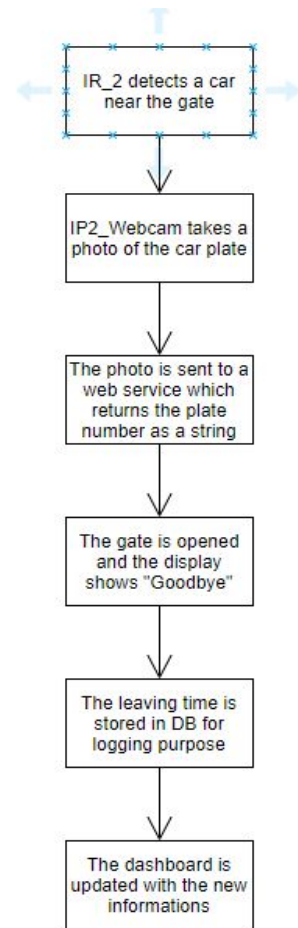 IR_2 detects a car
near the gate
IP2_Webcam takes a
photo of the car plate
The photo is sent to a
web service which
returns the plate
number as a string
The gate is opened
and the display
shows "Goodbye"
The leaving time is
stored in DB for
logging purpose
The dashboard is
updated with the new
informations